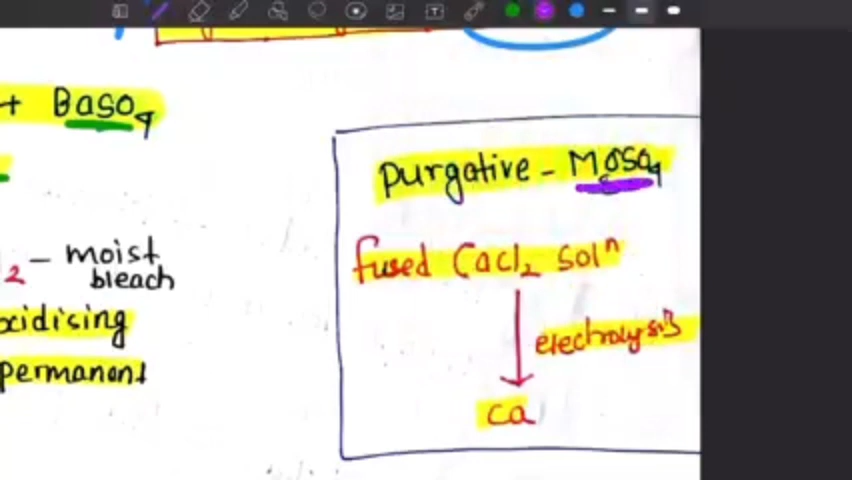 + BaSO4
Purgative - MgSO4
fused CaCl2 solⁿ
2 - moist
bleach
xidising
electrolysis
permanent
Ca